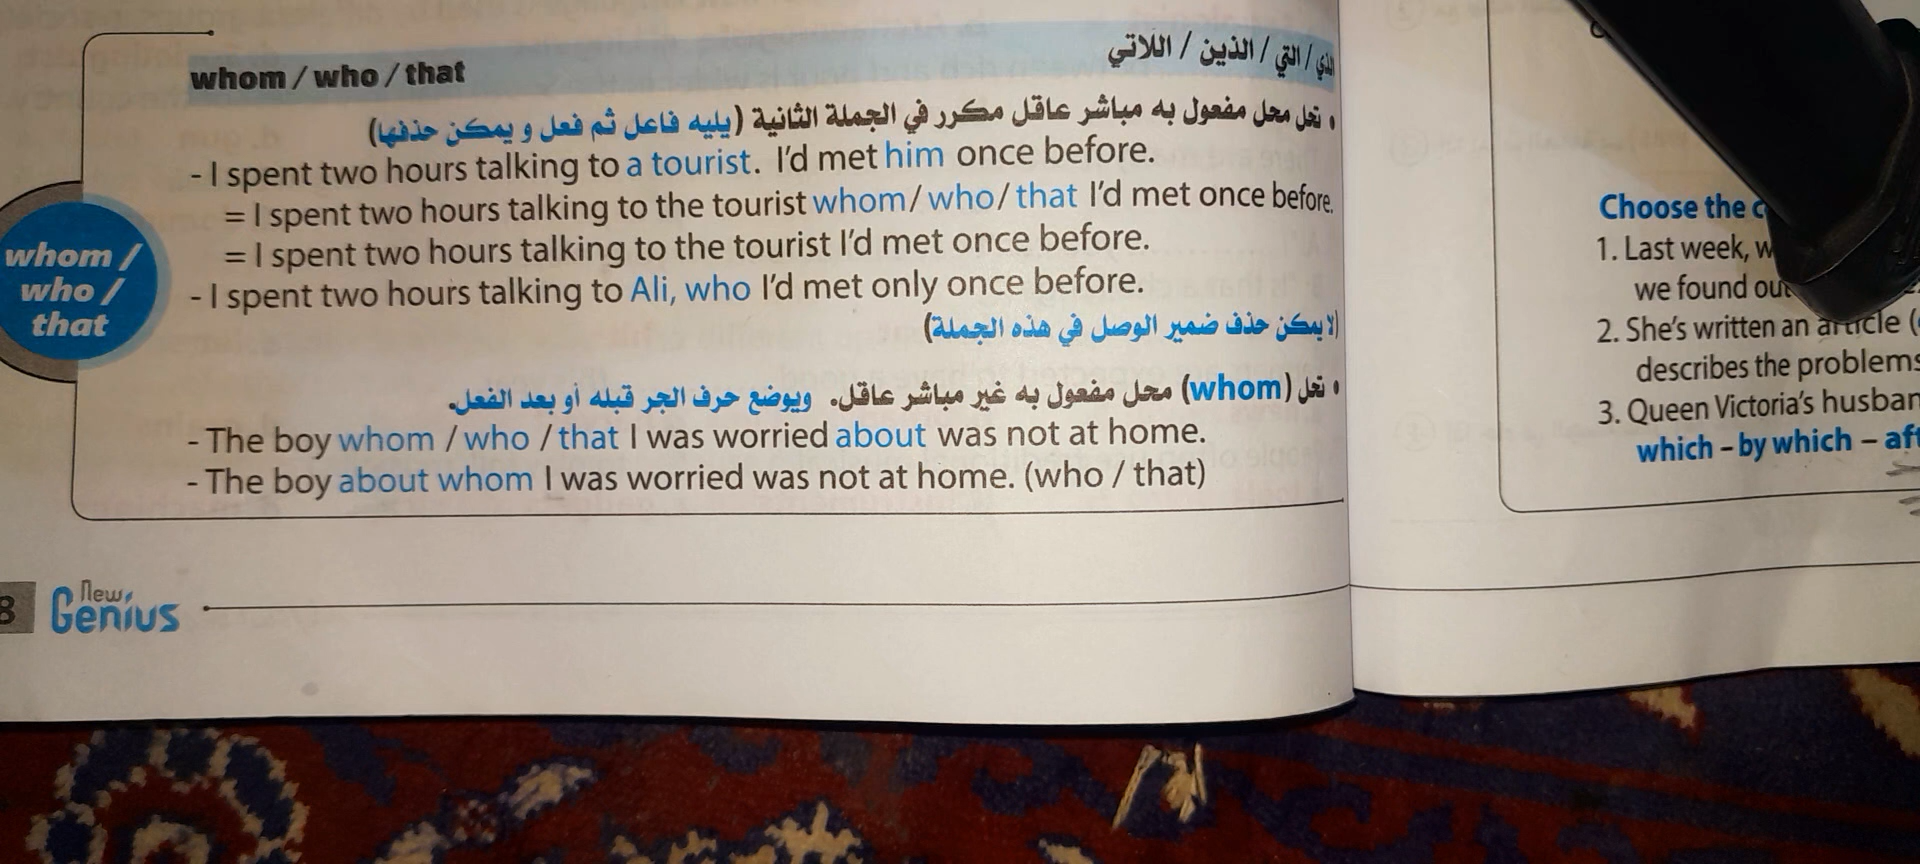 whom / who / that
الذي / التي / الذين / اللاتي
• تحل محل مفعول به مباشر عاقل مكرر في الجملة الثانية (يليه فاعل ثم فعل و يمكن حذفها)
- I spent two hours talking to a tourist. I'd met him once before.
= I spent two hours talking to the tourist whom/ who/ that I'd met once before.
= I spent two hours talking to the tourist I'd met once before.
- I spent two hours talking to Ali, who I'd met only once before.
(لا يمكن حذف ضمير الوصل في هذه الجملة)
• تحل (whom) محل مفعول به غير مباشر عاقل. ويوضع حرف الجر قبله أو بعد الفعل.
- The boy whom / who / that I was worried about was not at home.
- The boy about whom I was worried was not at home. (who / that)
whom /
who /
that
8
New
Genius
Choose the
1. Last week,
we found out
2. She's written an article (
describes the problems
3. Queen Victoria's
which – by which –